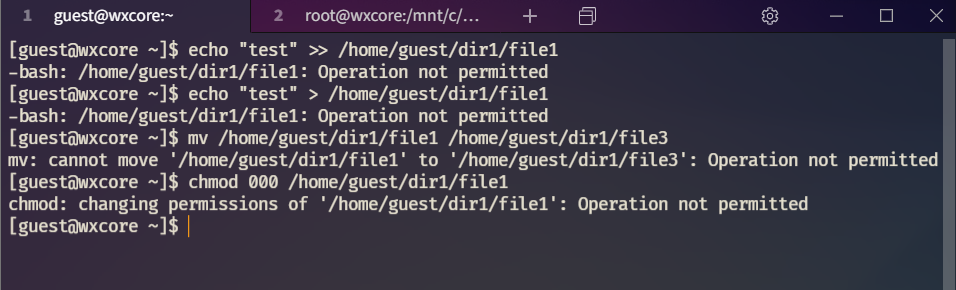 1 guest@wxcore:~ 2 root@wxcore:/mnt/c/...
[guest@wxcore ~]$ echo "test" >> /home/guest/dir1/file1
-bash: /home/guest/dir1/file1: Operation not permitted
[guest@wxcore ~]$ echo "test" > /home/guest/dir1/file1
-bash: /home/guest/dir1/file1: Operation not permitted
[guest@wxcore ~]$ mv /home/guest/dir1/file1 /home/guest/dir1/file3
mv: cannot move '/home/guest/dir1/file1' to '/home/guest/dir1/file3': Operation not permitted
[guest@wxcore ~]$ chmod 000 /home/guest/dir1/file1
chmod: changing permissions of '/home/guest/dir1/file1': Operation not permitted
[guest@wxcore ~]$